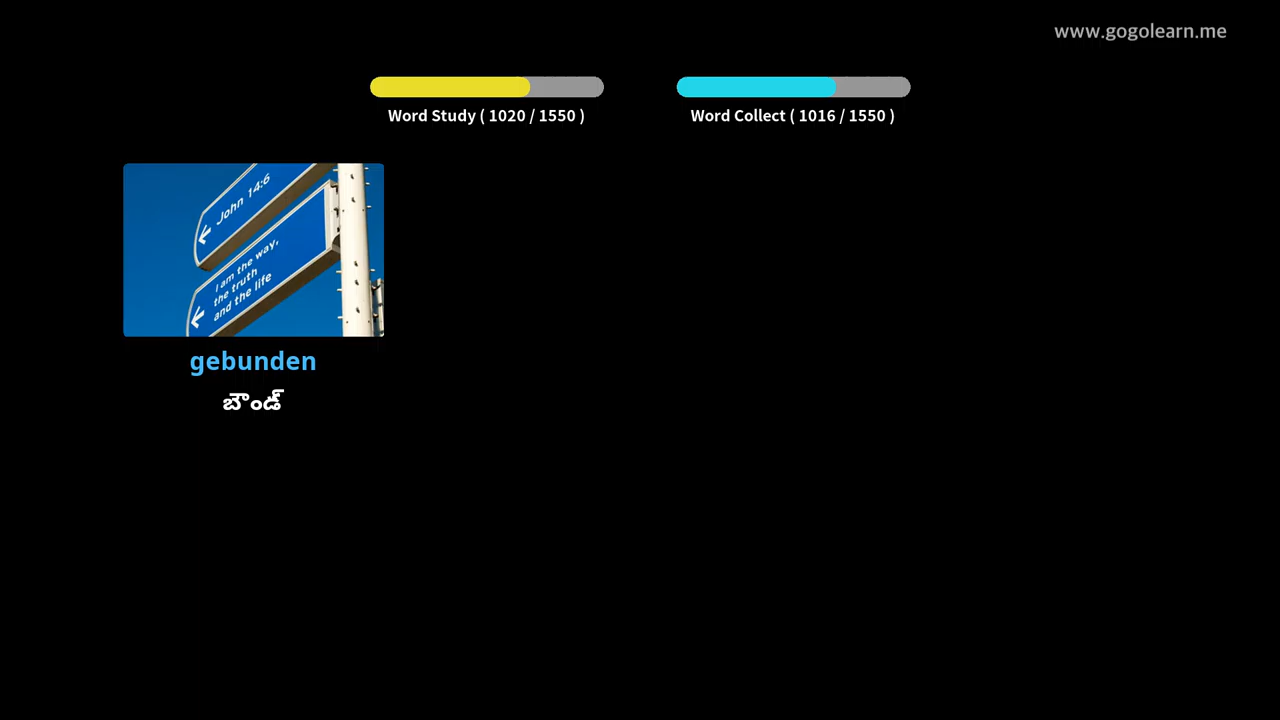 www.gogolearn.me
Word Study ( 1020 / 1550 )
Word Collect ( 1016 / 1550 )
John 14:6
I am the way,
the truth
and the life
gebunden
బౌండ్